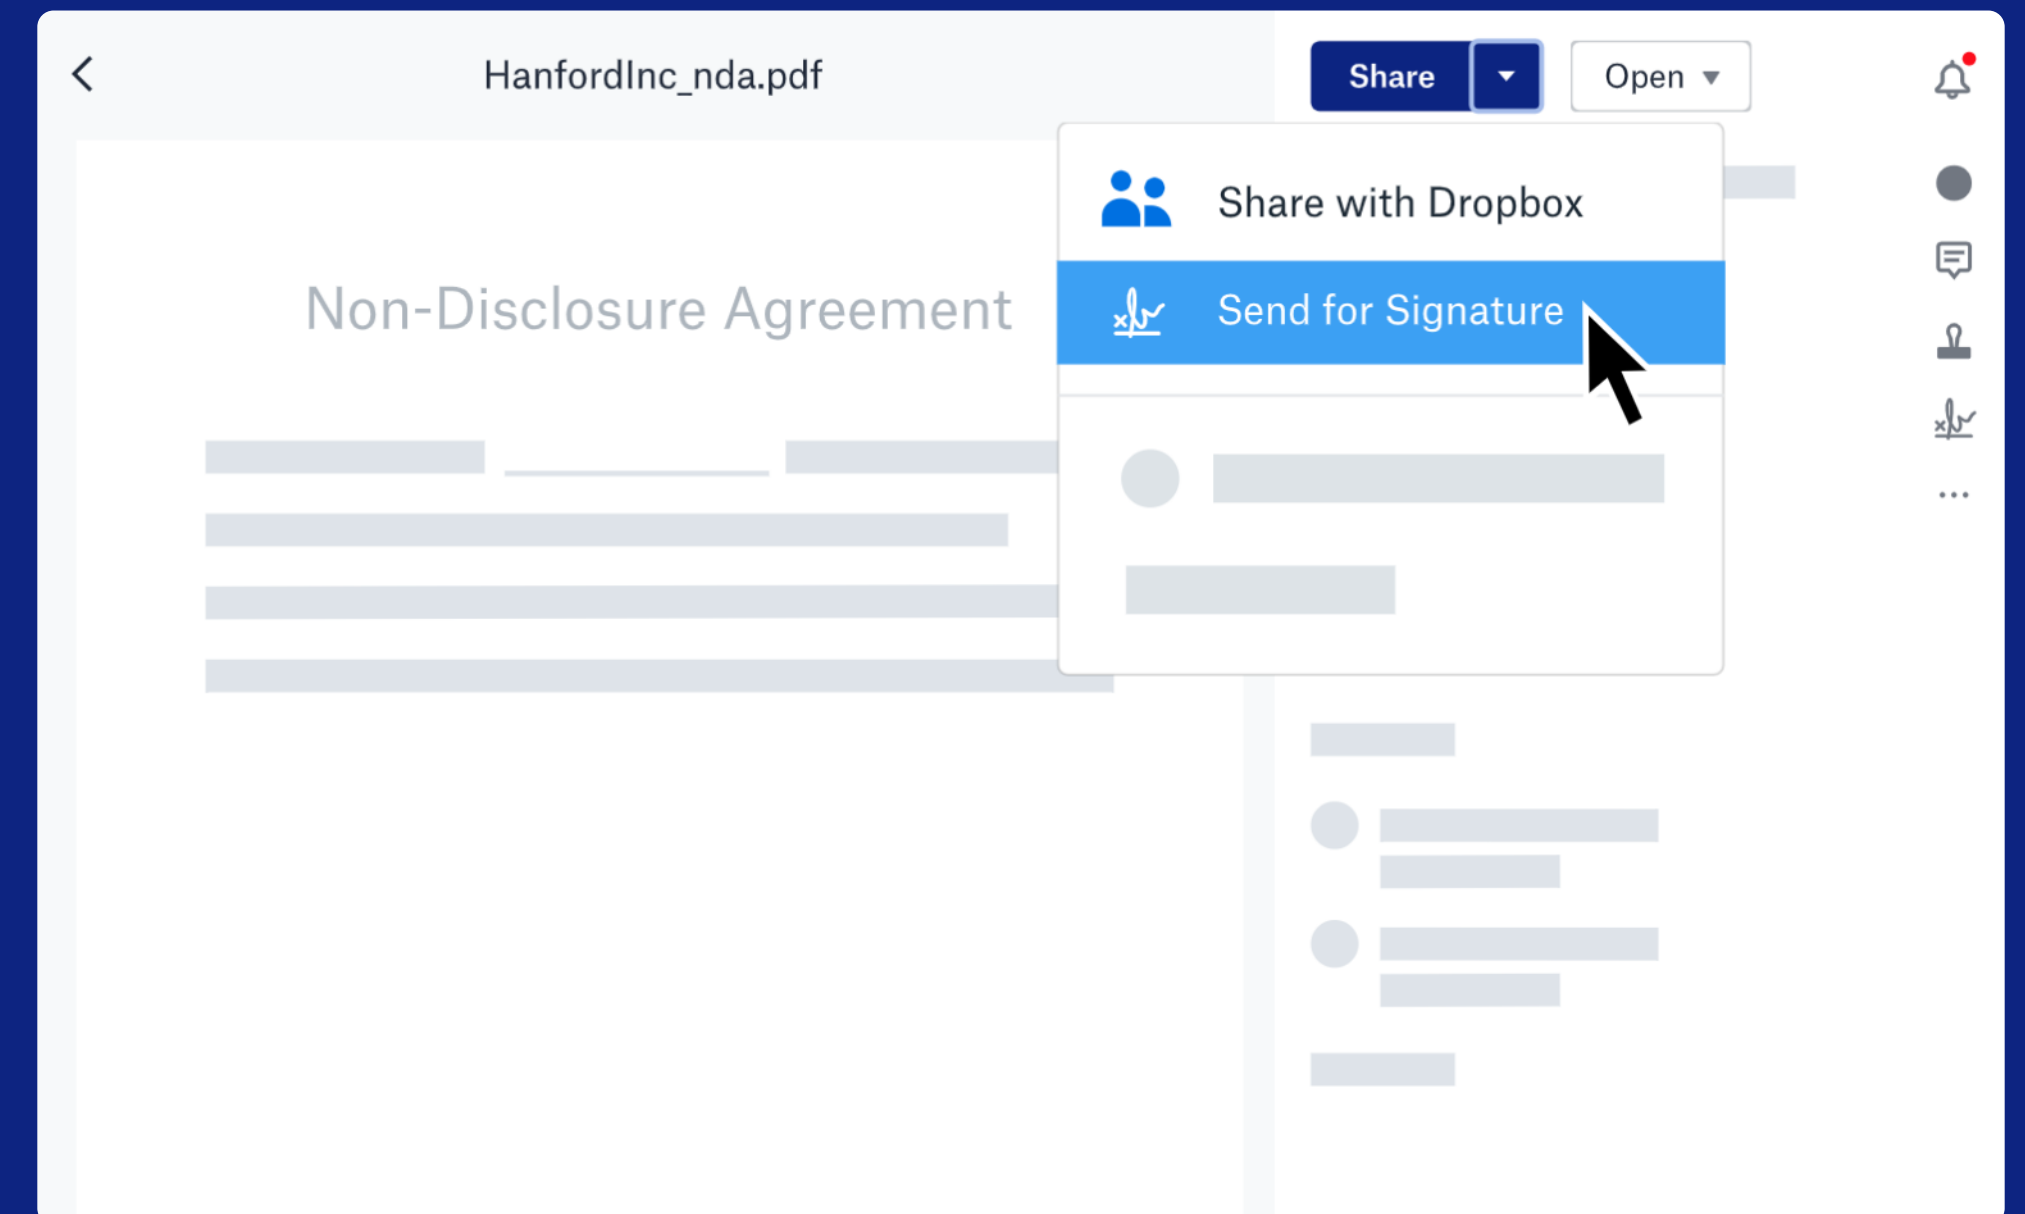 HanfordInc_nda.pdf
Share
Open
Share with Dropbox
Send for Signature
Non-Disclosure Agreement